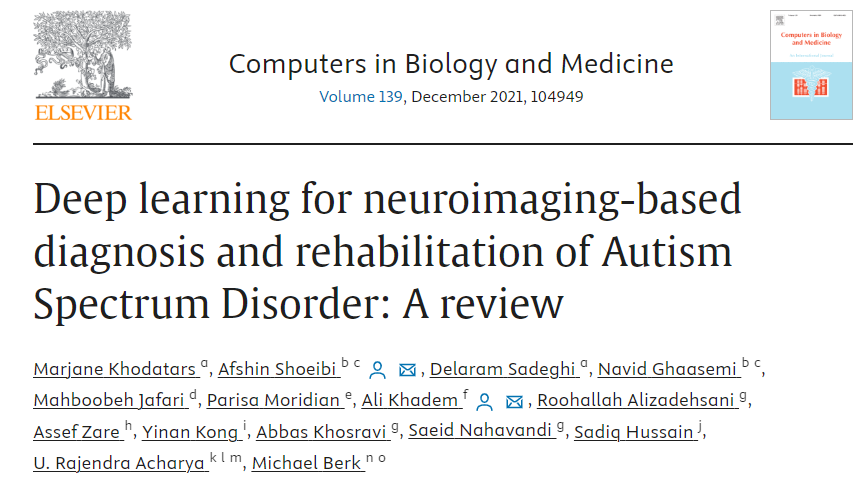 Computers in Biology and Medicine
Volume 139, December 2021, 104949
ELSEVIER
Computers in Biology
and Medicine
Deep learning for neuroimaging-based
diagnosis and rehabilitation of Autism
Spectrum Disorder: A review
Marjane Khodatars a, Afshin Shoeibi b c, Delaram Sadeghi a, Navid Ghaasemi b c,
Mahboobeh Jafari d, Parisa Moridian e, Ali Khadem f, Roohallah Alizadehsani g,
Assef Zare h, Yinan Kong i, Abbas Khosravi g, Saeid Nahavandi g, Sadiq Hussain j,
U. Rajendra Acharya k l m, Michael Berk n o